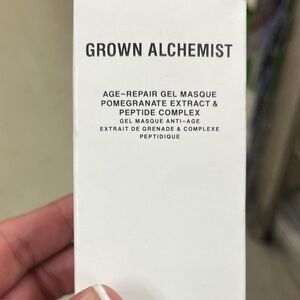 GROWN ALCHEMIST
AGE-REPAIR GEL MASQUE
POMEGRANATE EXTRACT &
PEPTIDE COMPLEX
GEL MASQUE ANTI-AGE
EXTRAIT DE GRENADE & COMPLEXE
PEPTIDIQUE